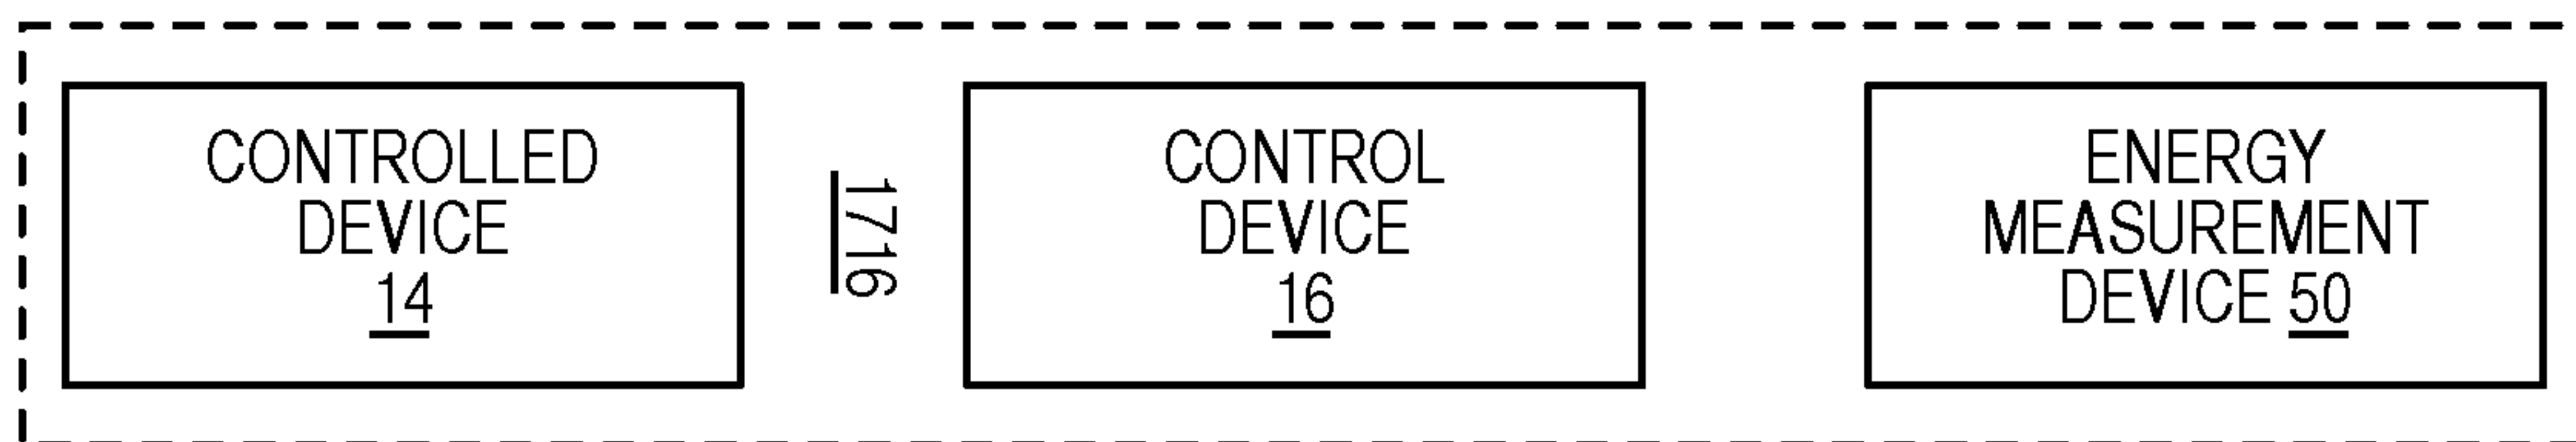 CONTROLLED
DEVICE
14
1716
CONTROL
DEVICE
16
ENERGY
MEASUREMENT
DEVICE 50